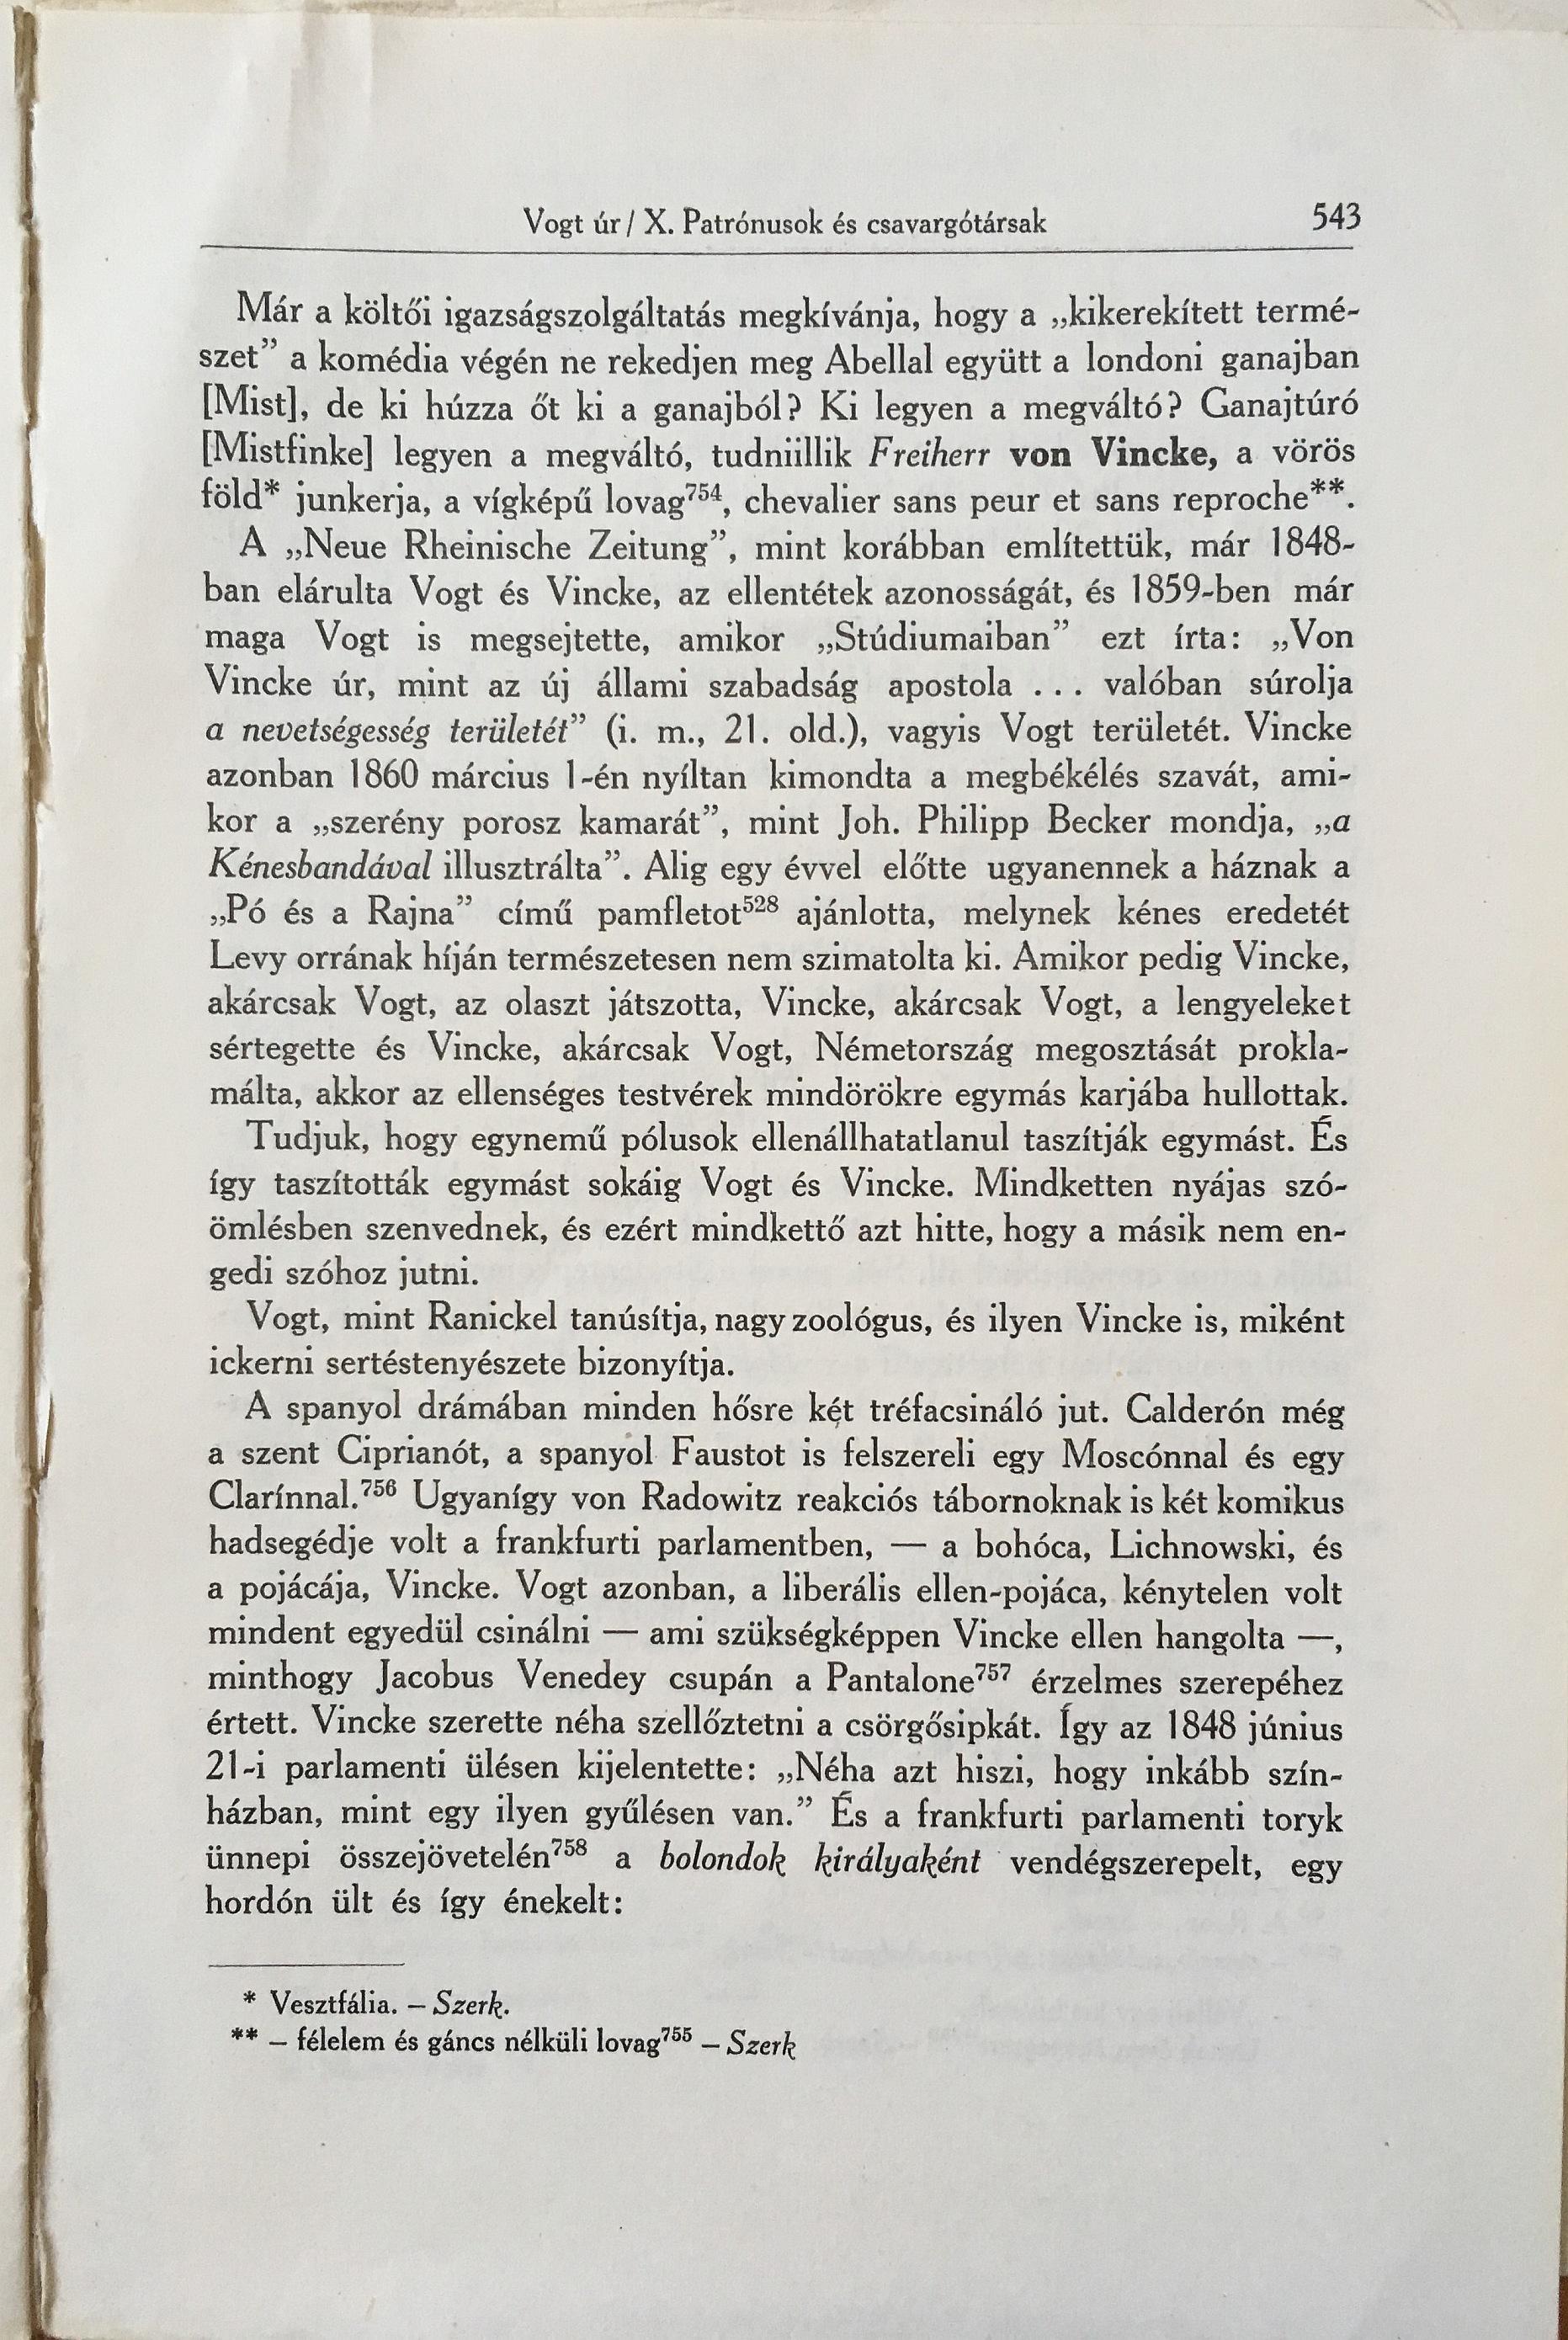 Vogt úr / X. Patrónusok és csavargótársak 543
Már a költői igazságszolgáltatás megkívánja, hogy a „kikerekített termé-
szet” a komédia végén ne rekedjen meg Abellal együtt a londoni ganajban
[Mist], de ki húzza őt ki a ganajból? Ki legyen a megváltó? Ganajtúró
[Mistfinke] legyen a megváltó, tudniillik Freiherr von Vincke, a vörös
föld* junkerja, a vígképű lovag⁷⁵⁴, chevalier sans peur et sans reproche**.
A „Neue Rheinische Zeitung”, mint korábban említettük, már 1848-
ban elárulta Vogt és Vincke, az ellentétek azonosságát, és 1859-ben már
maga Vogt is megsejtette, amikor „Stúdiumaiban” ezt írta: „Von
Vincke úr, mint az új állami szabadság apostola . . . valóban súrolja
a nevetségesség területét” (i. m., 21. old.), vagyis Vogt területét. Vincke
azonban 1860 március 1-én nyíltan kimondta a megbékélés szavát, ami-
kor a „szerény porosz kamarát”, mint Joh. Philipp Becker mondja, „a
Kénesbandával illusztrálta”. Alig egy évvel előtte ugyanennek a háznak a
„Pó és a Rajna” című pamfletot⁵²⁸ ajánlotta, melynek kénes eredetét
Levy orrának híján természetesen nem szimatolta ki. Amikor pedig Vincke,
akárcsak Vogt, az olaszt játszotta, Vincke, akárcsak Vogt, a lengyeleket
sértegette és Vincke, akárcsak Vogt, Németország megosztását prokla-
málta, akkor az ellenséges testvérek mindörökre egymás karjába hullottak.
Tudjuk, hogy egynemű pólusok ellenállhatatlanul taszítják egymást. És
így taszították egymást sokáig Vogt és Vincke. Mindketten nyájas szó-
ömlésben szenvednek, és ezért mindkettő azt hitte, hogy a másik nem en-
gedi szóhoz jutni.
Vogt, mint Ranickel tanúsítja, nagy zoológus, és ilyen Vincke is, miként
ickerni sertéstenyészete bizonyítja.
A spanyol drámában minden hősre két tréfacsináló jut. Calderón még
a szent Ciprianót, a spanyol Faustot is felszereli egy Moscónnal és egy
Clarínnal.⁷⁵⁶ Ugyanígy von Radowitz reakciós tábornoknak is két komikus
hadsegédje volt a frankfurti parlamentben, — a bohóca, Lichnowski, és
a pojácája, Vincke. Vogt azonban, a liberális ellen-pojáca, kénytelen volt
mindent egyedül csinálni — ami szükségképpen Vincke ellen hangolta —,
minthogy Jacobus Venedey csupán a Pantalone⁷⁵⁷ érzelmes szerepéhez
értett. Vincke szerette néha szellőztetni a csörgősipkát. Így az 1848 június
21-i parlamenti ülésen kijelentette: „Néha azt hiszi, hogy inkább szín-
házban, mint egy ilyen gyűlésen van.” És a frankfurti parlamenti toryk
ünnepi összejövetelén⁷⁵⁸ a bolondok királyaként vendégszerepelt, egy
hordón ült és így énekelt:
* Vesztfália. – Szerk.
** – félelem és gáncs nélküli lovag⁷⁵⁵ – Szerk